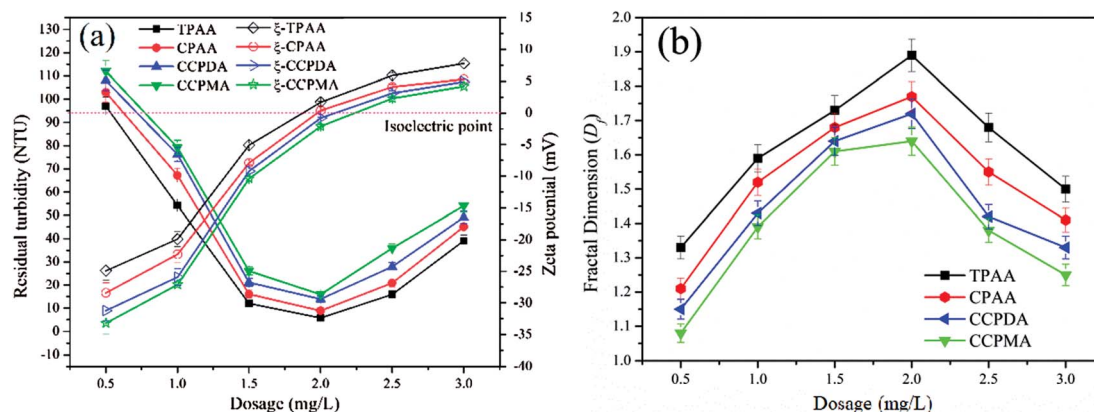 (a)
TPAA
CPAA
CCPDA
CCPMA
ξ-TPAA
ξ-CPAA
ξ-CCPDA
ξ-CCPMA
Isoelectric point
Residual turbidity (NTU)
130
120
110
100
90
80
70
60
50
40
30
20
10
0
-10
Zeta potential (mV)
15
10
5
0
-5
-10
-15
-20
-25
-30
-35
-40
0.5 1.0 1.5 2.0 2.5 3.0
Dosage (mg/L)
(b)
Fractal Dimension (Df)
2.0
1.9
1.8
1.7
1.6
1.5
1.4
1.3
1.2
1.1
1.0
TPAA
CPAA
CCPDA
CCPMA
0.5 1.0 1.5 2.0 2.5 3.0
Dosage (mg/L)